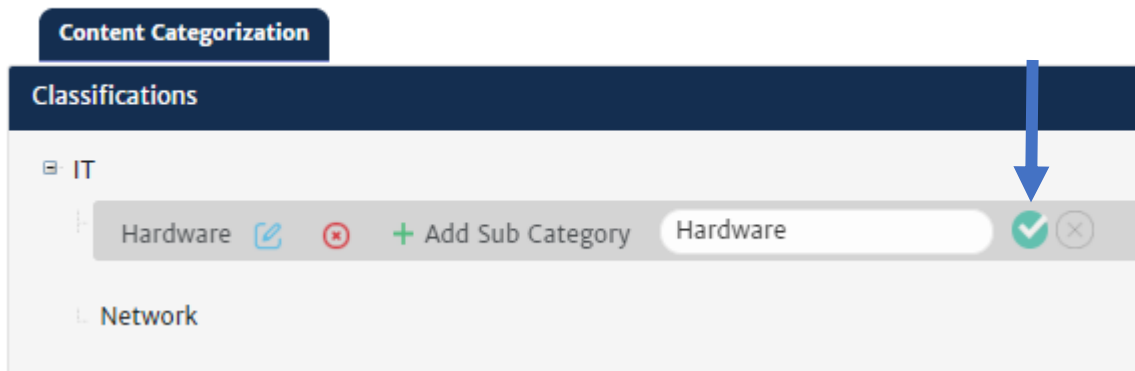 Content Categorization
Classifications
IT
Hardware + Add Sub Category Hardware
Network